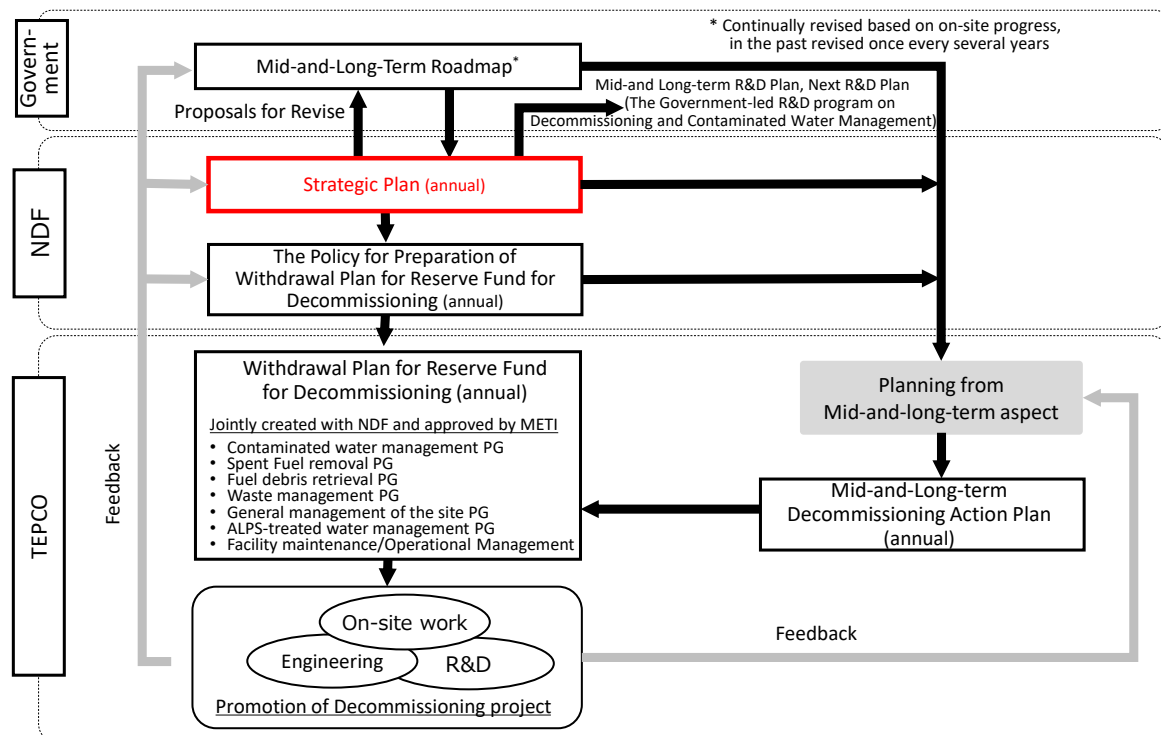 Govern-
ment
* Continually revised based on on-site progress,
in the past revised once every several years
Mid-and-Long-Term Roadmap*
Proposals for Revise
Mid-and Long-term R&D Plan, Next R&D Plan
(The Government-led R&D program on
Decommissioning and Contaminated Water Management)
NDF
Strategic Plan (annual)
The Policy for Preparation of
Withdrawal Plan for Reserve Fund for
Decommissioning (annual)
TEPCO
Feedback
Withdrawal Plan for Reserve Fund
for Decommissioning (annual)
Jointly created with NDF and approved by METI
• Contaminated water management PG
• Spent Fuel removal PG
• Fuel debris retrieval PG
• Waste management PG
• General management of the site PG
• ALPS-treated water management PG
• Facility maintenance/Operational Management
Planning from
Mid-and-long-term aspect
Mid-and-Long-term
Decommissioning Action Plan
(annual)
On-site work
Engineering
R&D
Promotion of Decommissioning project
Feedback